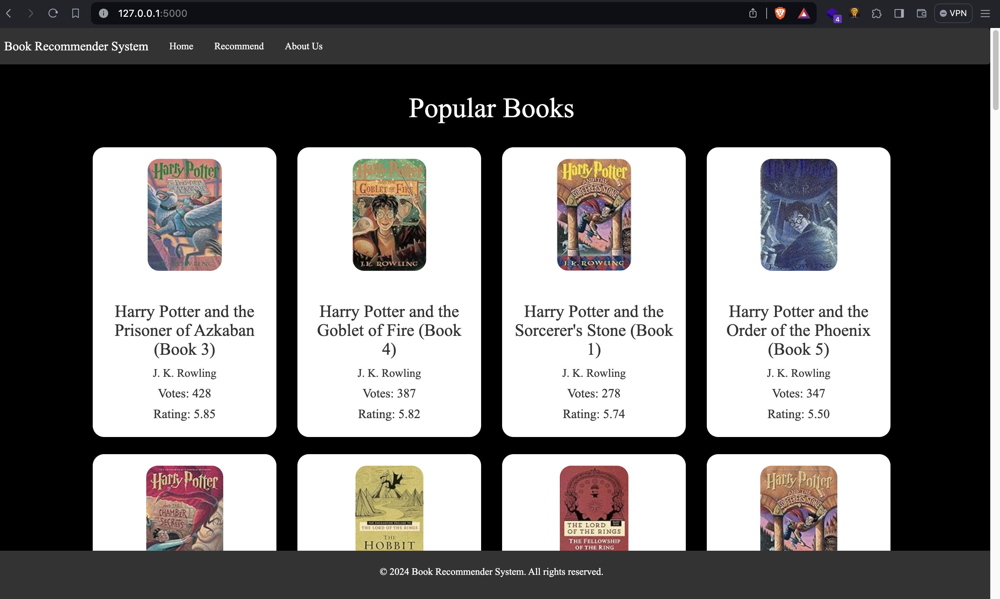 127.0.0.1:5000
4
VPN
Book Recommender System Home Recommend About Us
Popular Books
Harry Potter
Prisoner
of AZKABAN
Harry Potter
AND THE
GOBLET OF FIRE
J.K. ROWLING
Harry Potter
AND THE
SORCERER'S STONE
J. K. ROWLING
Harry Potter
Harry Potter and the
Prisoner of Azkaban
(Book 3)
J. K. Rowling
Votes: 428
Rating: 5.85
Harry Potter and the
Goblet of Fire (Book
4)
J. K. Rowling
Votes: 387
Rating: 5.82
Harry Potter and the
Sorcerer's Stone (Book
1)
J. K. Rowling
Votes: 278
Rating: 5.74
Harry Potter and the
Order of the Phoenix
(Book 5)
J. K. Rowling
Votes: 347
Rating: 5.50
Harry Potter
AND THE
CHAMBER
OF SECRETS
THE ENCHANTING PRELUDE TO
THE LORD OF THE RINGS
THE
HOBBIT
THE LORD PART ONE
OF THE RINGS
THE FELLOWSHIP
OF THE RING
Harry Potter
AND THE
SORCERER'S STONE
© 2024 Book Recommender System. All rights reserved.